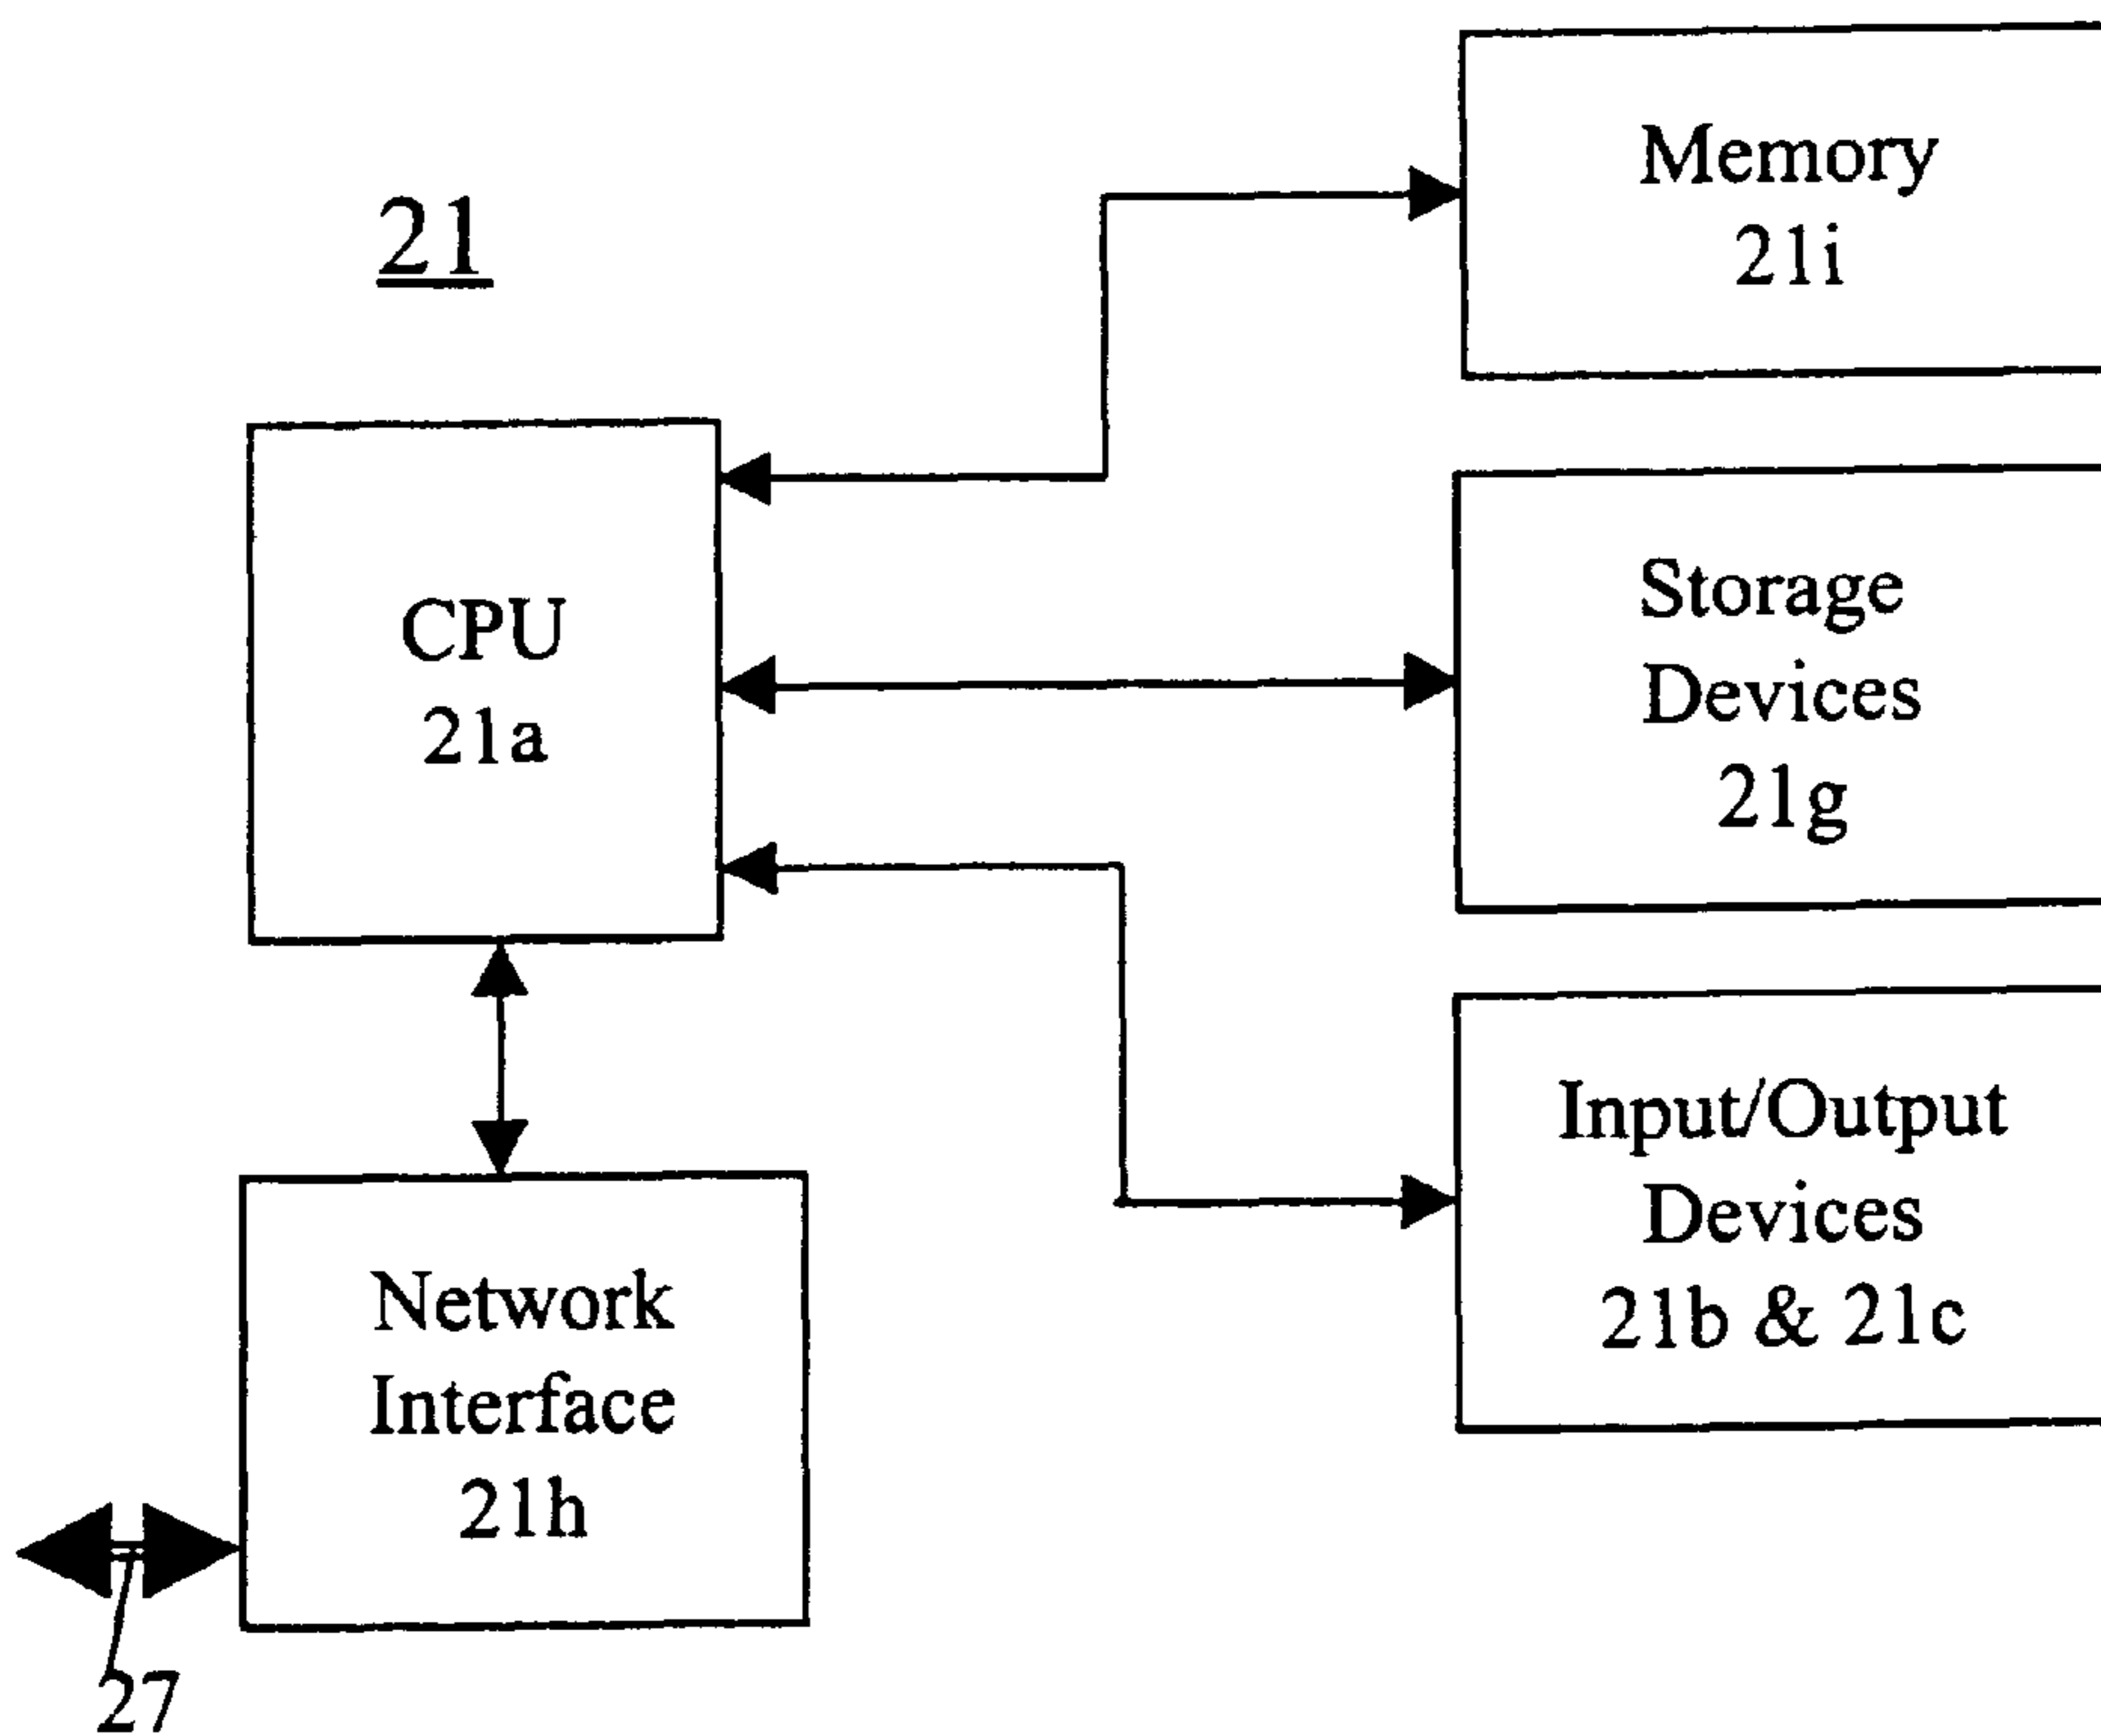 21
Memory
21i
CPU
21a
Storage
Devices
21g
Input/Output
Devices
21b & 21c
Network
Interface
21h
27